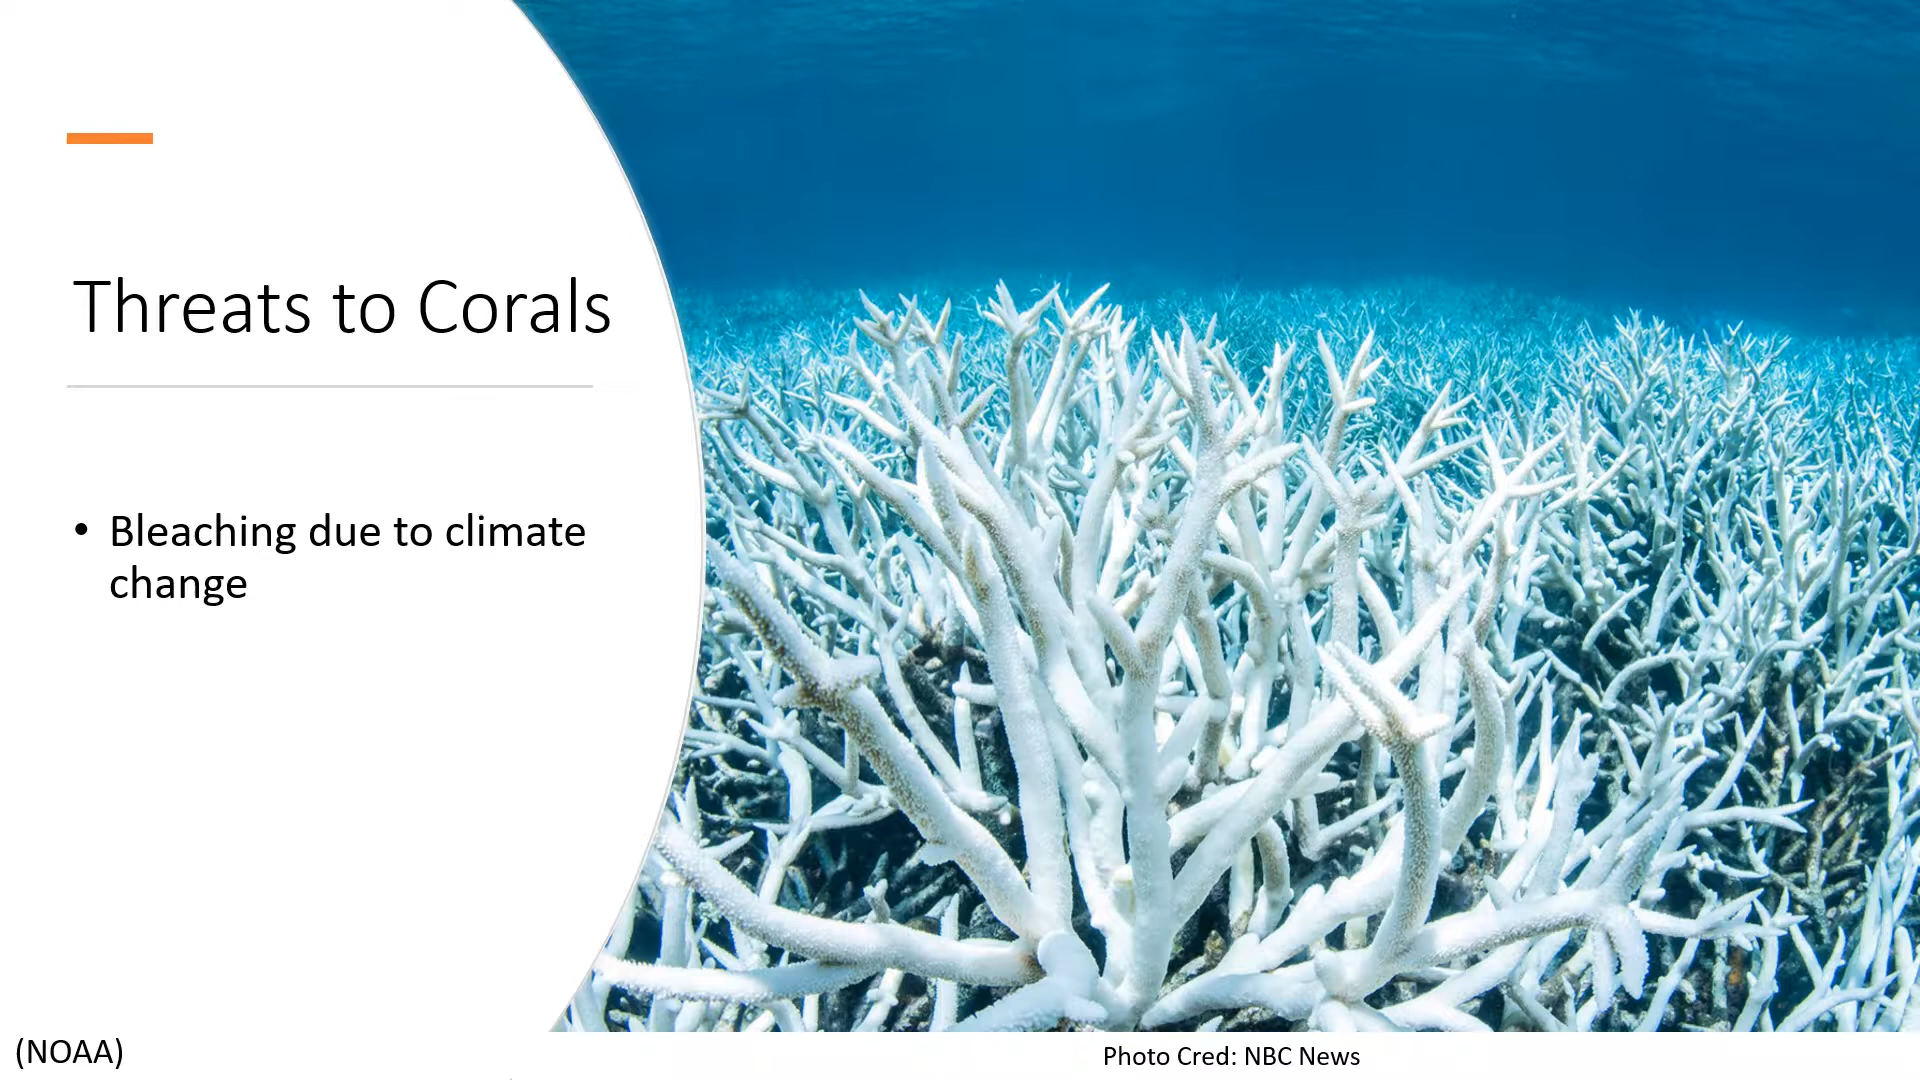 Threats to Corals
• Bleaching due to climate
change
(NOAA)
Photo Cred: NBC News